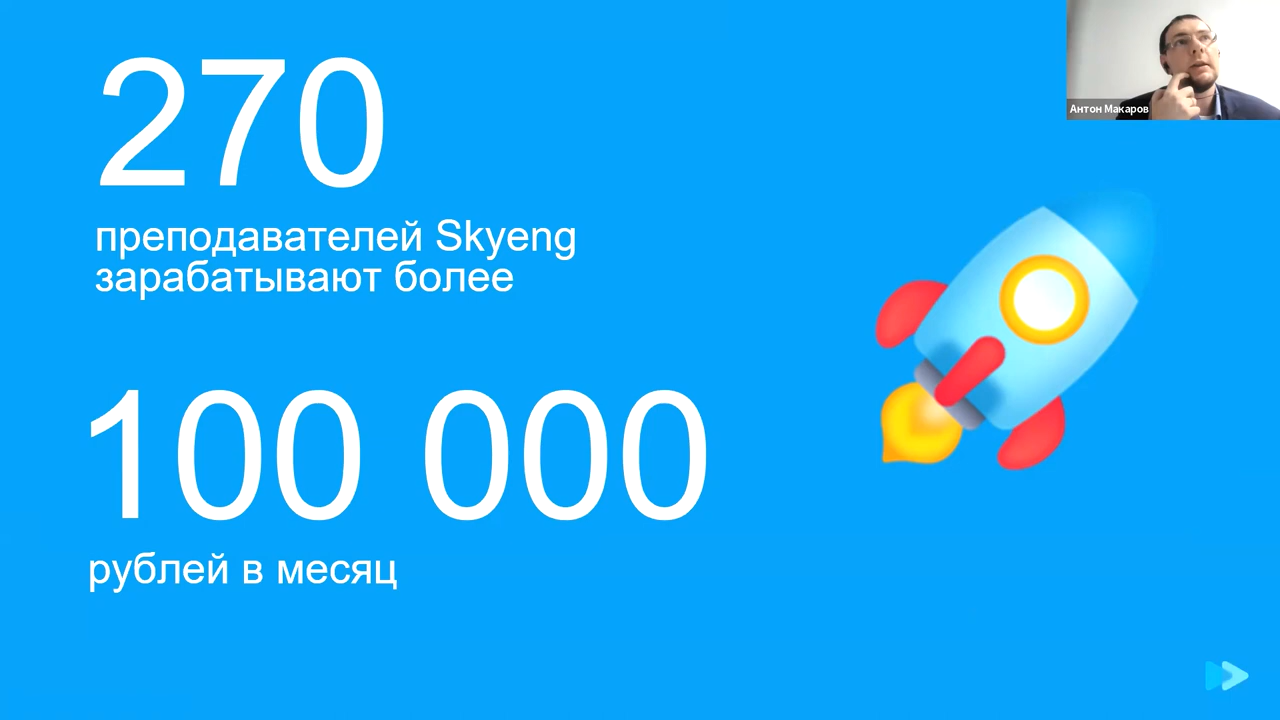 270
преподавателей Skyeng
зарабатывают более
100 000
рублей в месяц
Антон Макаров